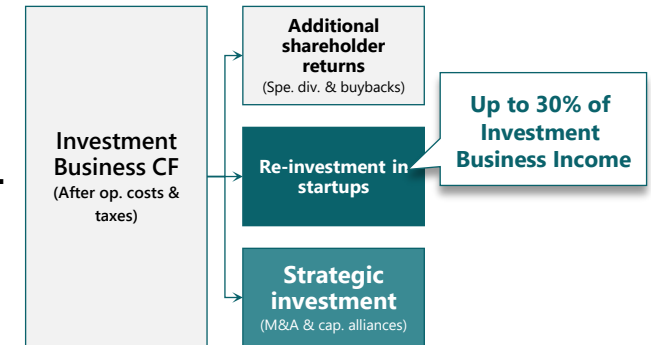 Additional
shareholder
returns
(Spe. div. & buybacks)
Investment
Business CF
(After op. costs &
taxes)
Re-investment in
startups
Up to 30% of
Investment
Business Income
Strategic
investment
(M&A & cap. alliances)